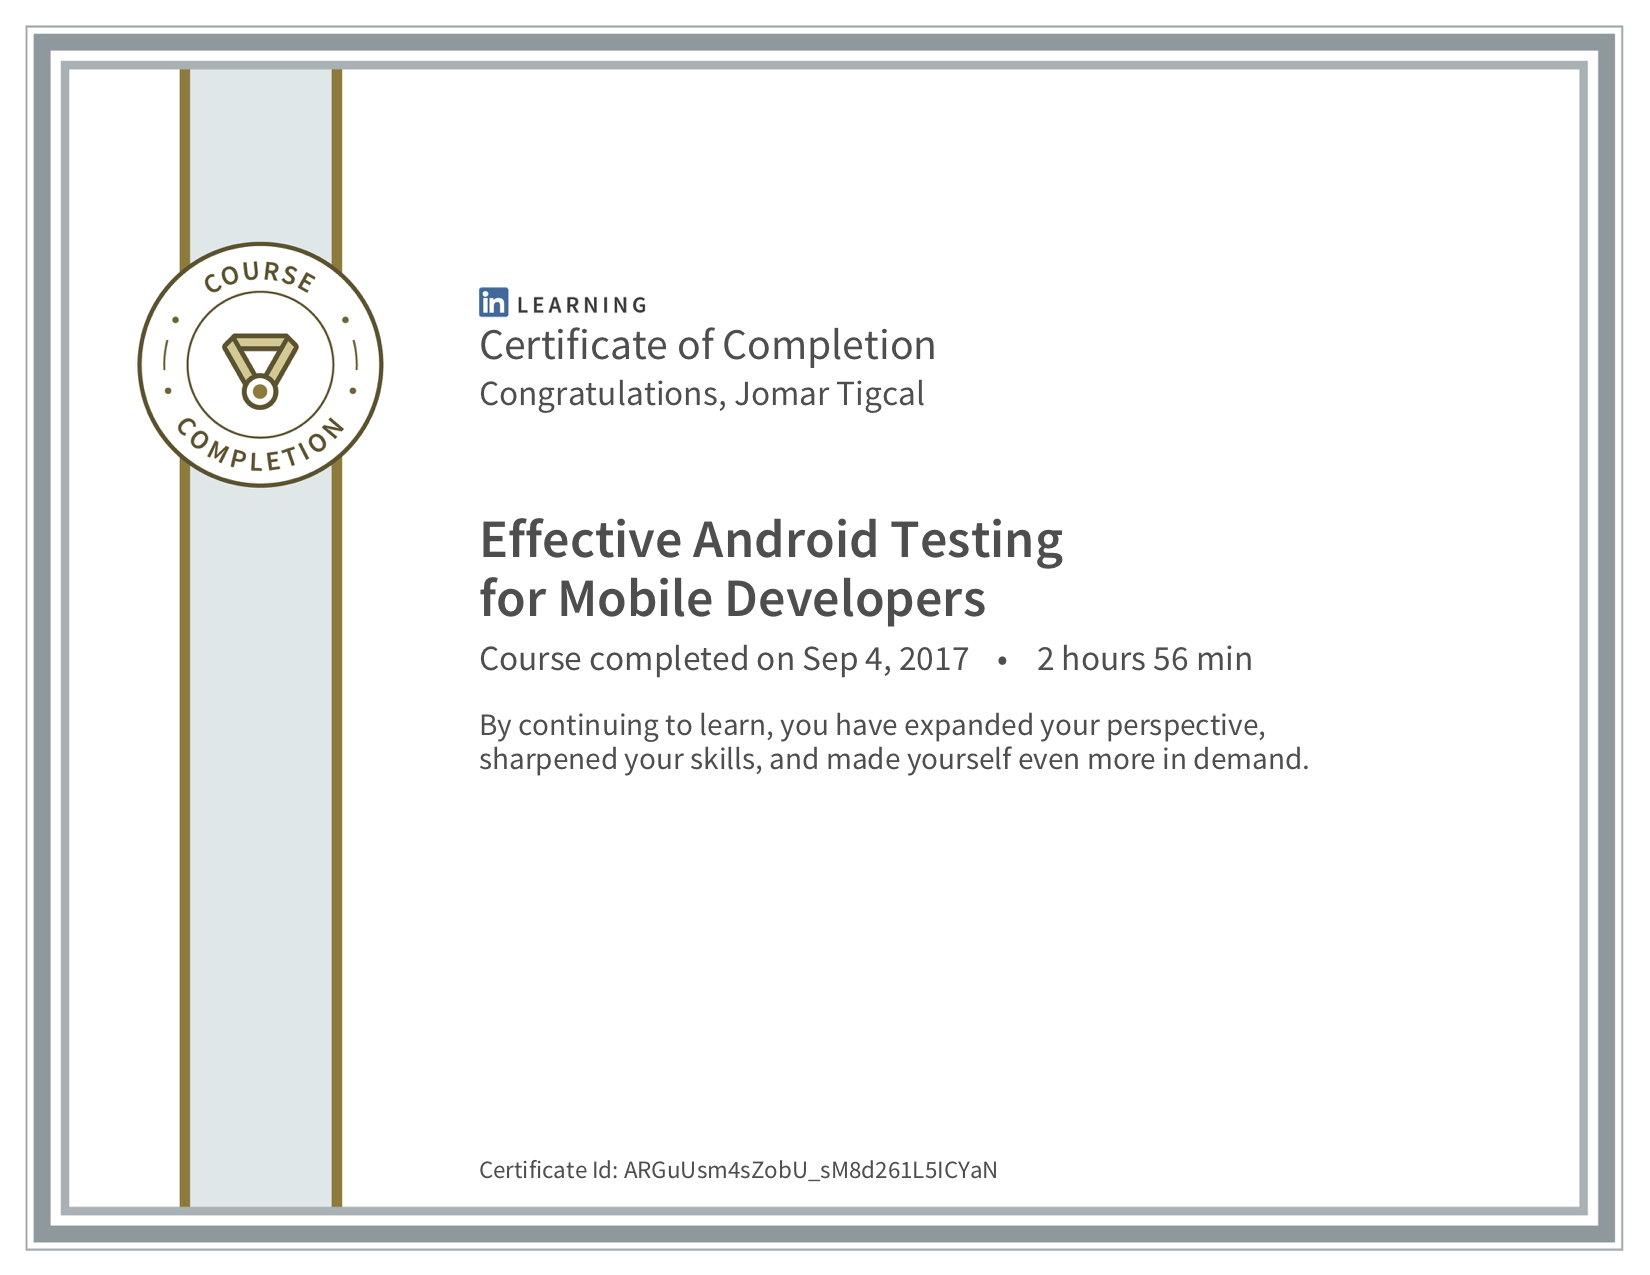 COURSE
COMPLETION
in LEARNING
Certificate of Completion
Congratulations, Jomar Tigcal
Effective Android Testing
for Mobile Developers
Course completed on Sep 4, 2017 • 2 hours 56 min
By continuing to learn, you have expanded your perspective,
sharpened your skills, and made yourself even more in demand.
Certificate Id: ARGuUsm4sZobU_sM8d261L5ICYaN